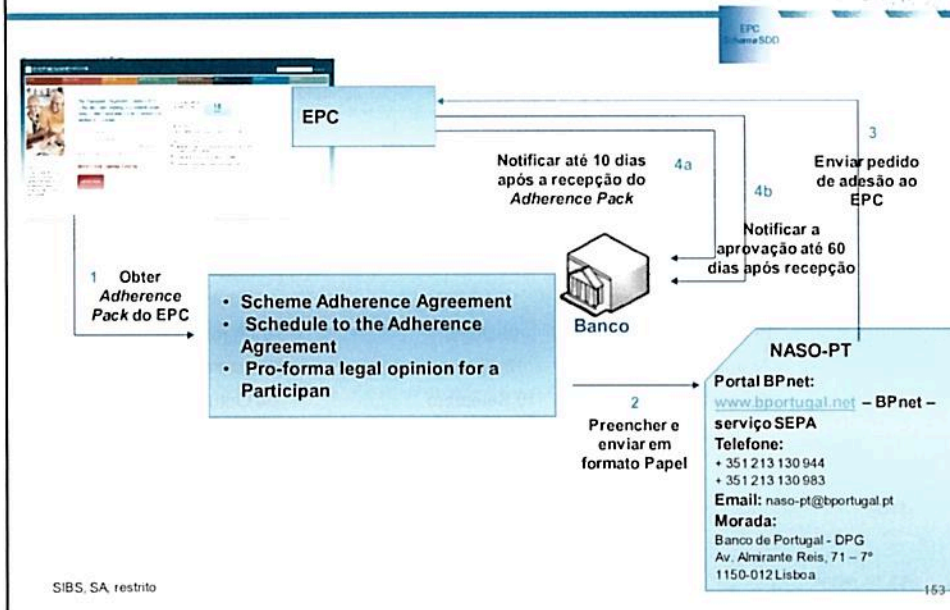 EPC
Schema SDD
EPC
Notificar até 10 dias
após a recepção do
Adherence Pack
4a
4b
3
Enviar pedido
de adesão ao
EPC
Notificar a
aprovação até 60
dias após recepção
Banco
1 Obter
Adherence
Pack do EPC
• Scheme Adherence Agreement
• Schedule to the Adherence
Agreement
• Pro-forma legal opinion for a
Participan
2
Preencher e
enviar em
formato Papel
NASO-PT
Portal BPnet:
www.bportugal.net – BPnet –
serviço SEPA
Telefone:
+ 351 213 130 944
+ 351 213 130 983
Email: naso-pt@bportugal.pt
Morada:
Banco de Portugal - DPG
Av. Almirante Reis, 71 – 7º
1150-012 Lisboa
SIBS, SA, restrito
153